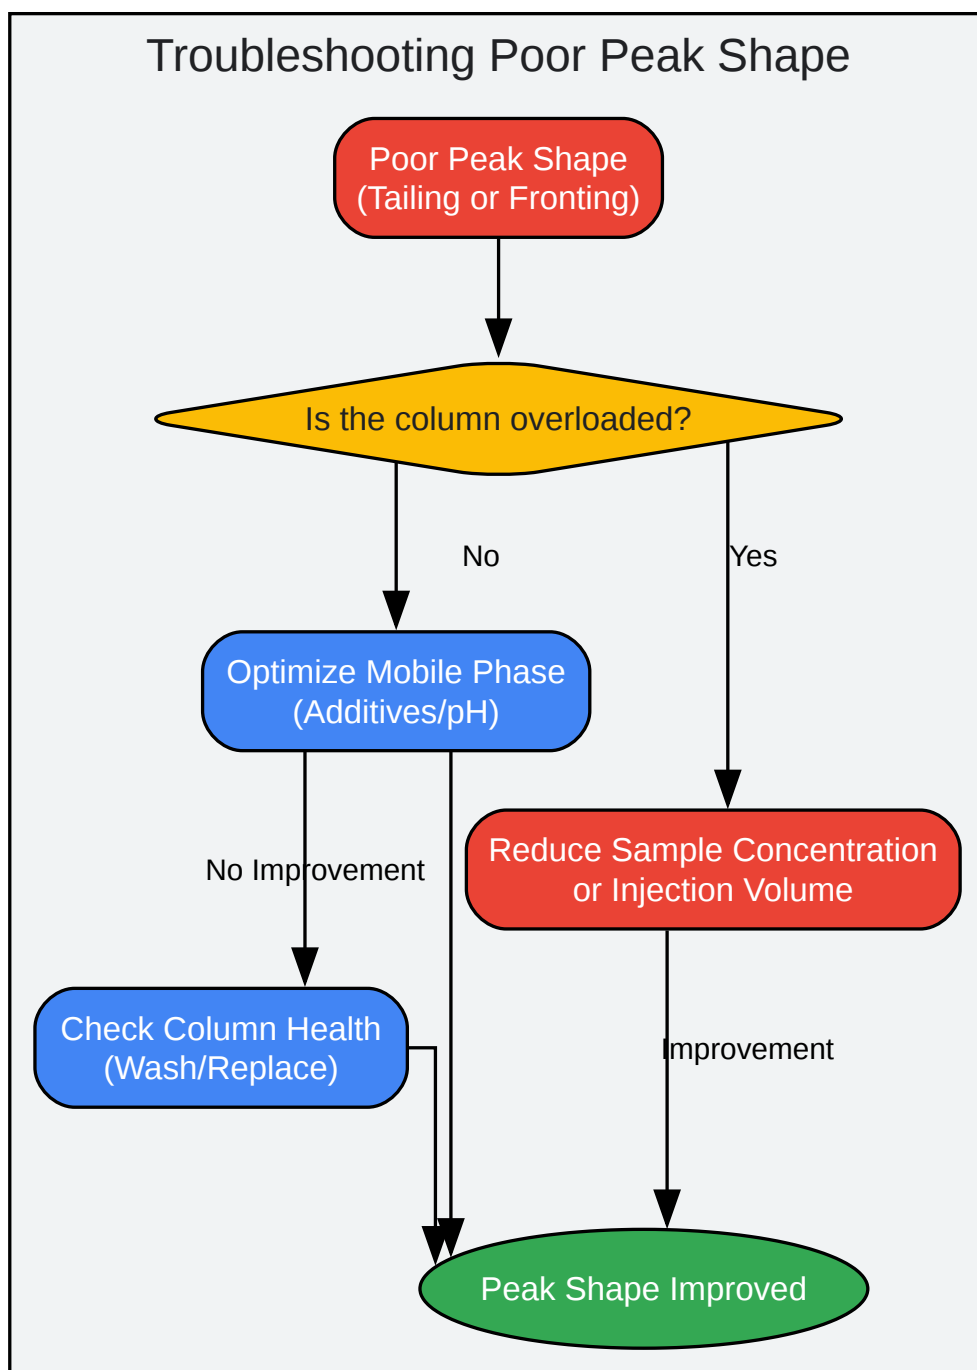 Troubleshooting Poor Peak Shape
Poor Peak Shape
(Tailing or Fronting)
Is the column overloaded?
No
Yes
Optimize Mobile Phase
(Additives/pH)
Reduce Sample Concentration
or Injection Volume
No Improvement
Check Column Health
(Wash/Replace)
Improvement
Peak Shape Improved